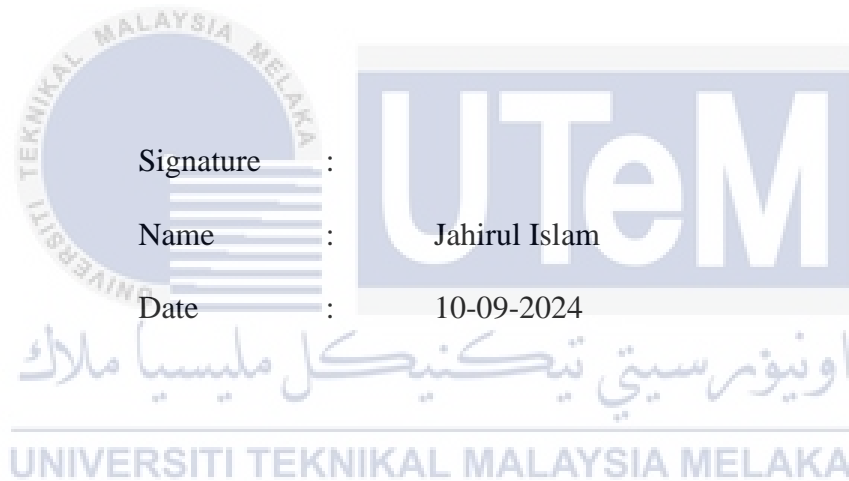 UNIVERSITI TEKNIKAL MALAYSIA MELAKA
UTeM
Signature :
Name : Jahirul Islam
Date : 10-09-2024
اونيۏرسيتي تيكنيكل مليسيا ملاك
UNIVERSITI TEKNIKAL MALAYSIA MELAKA